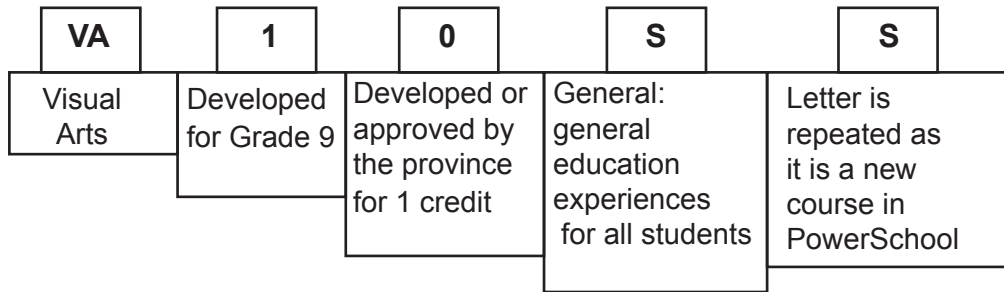 VA
1
0
S
S
Visual
Arts
Developed
for Grade 9
Developed or
approved by
the province
for 1 credit
General:
general
education
experiences
for all students
Letter is
repeated as
it is a new
course in
PowerSchool